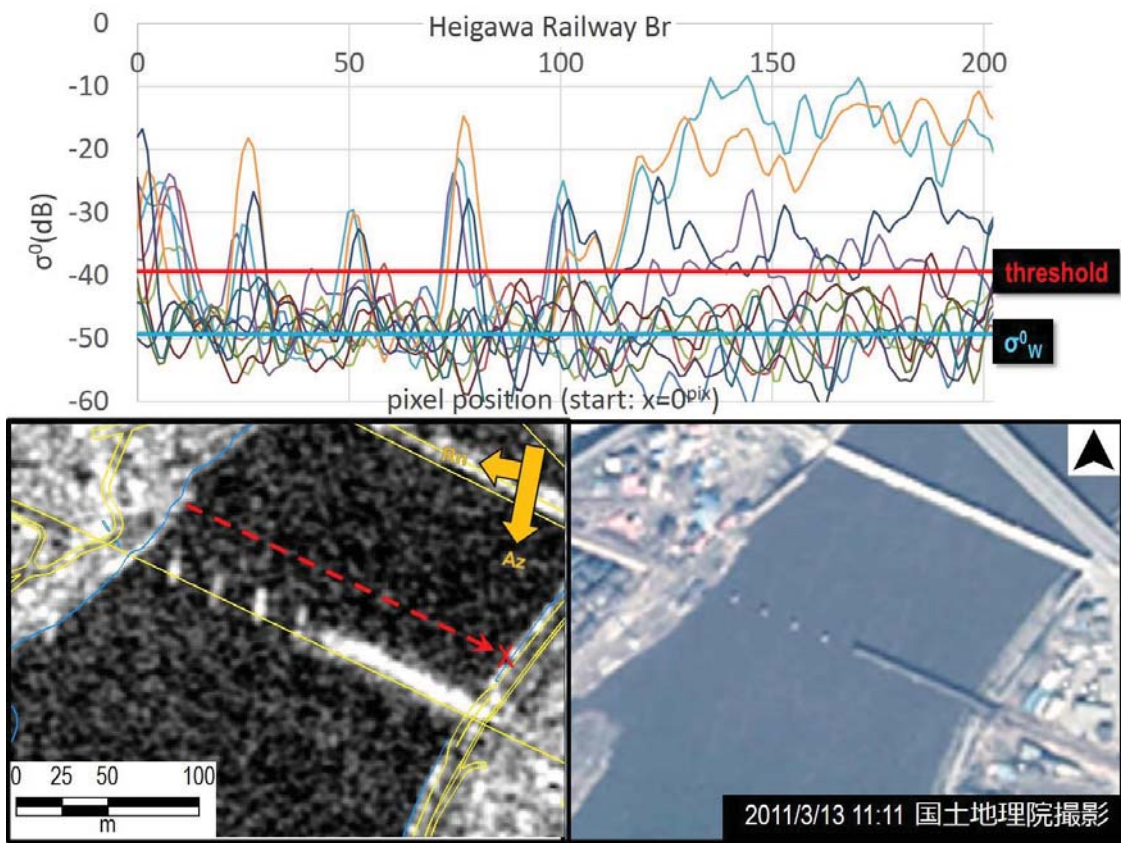 Heigawa Railway Br
0
-10
-20
-30
-40
-50
-60
0 50 100 150 200
σ⁰(dB)
threshold
σ⁰W
pixel position (start: x=0pix)
Rn
Az
X
0 25 50 100
m
2011/3/13 11:11 国土地理院撮影